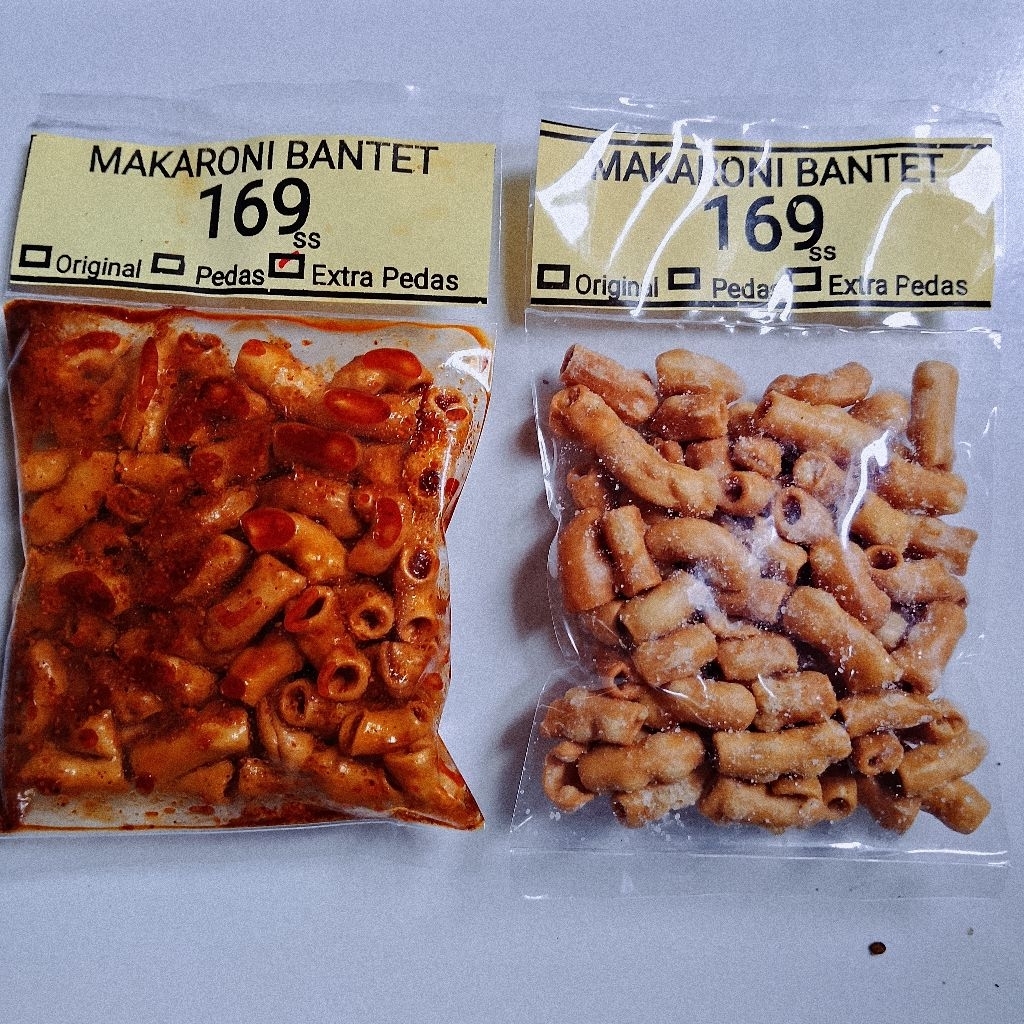 MAKARONI BANTET
169
ss
Original Pedas Extra Pedas
MAKARONI BANTET
169
ss
Original Pedas Extra Pedas